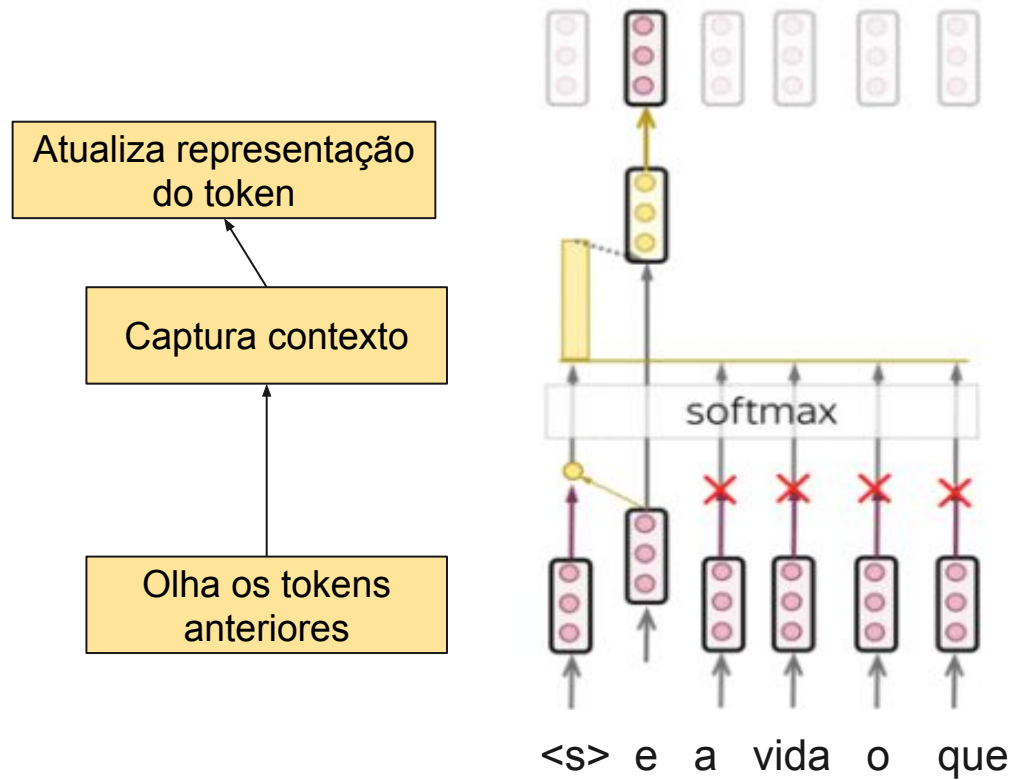 Atualiza representação
do token
Captura contexto
Olha os tokens
anteriores
softmax
<s> e a vida o que